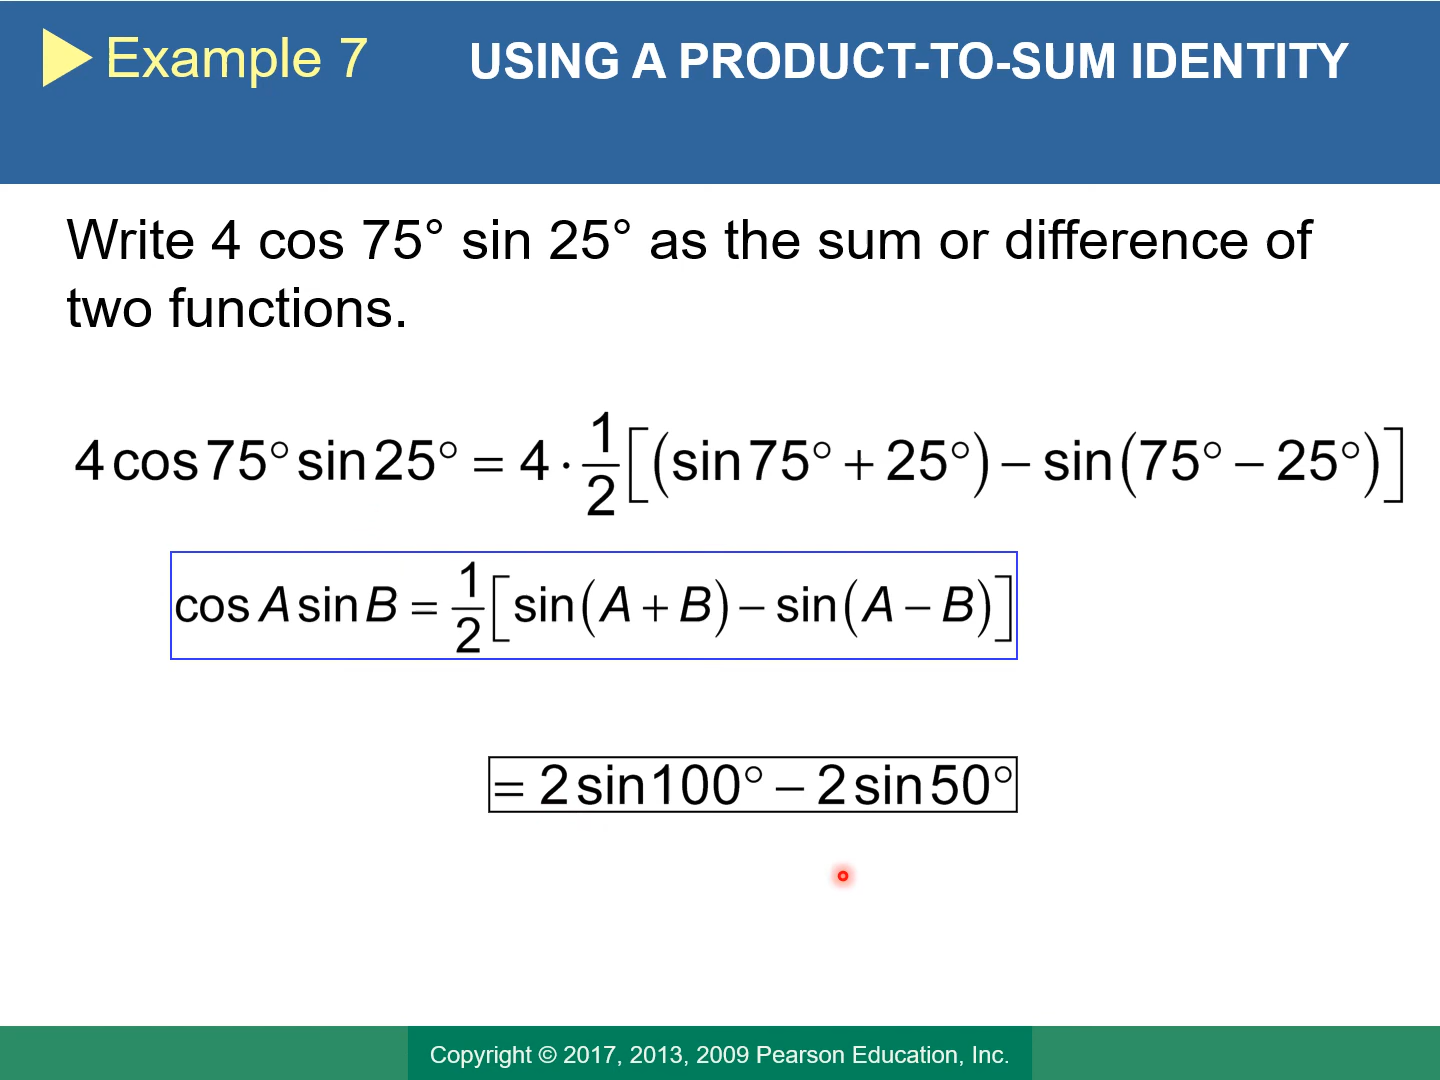 Example 7 USING A PRODUCT-TO-SUM IDENTITY
Write 4 cos 75° sin 25° as the sum or difference of
two functions.
4 cos 75° sin 25° = 4 · 1/2 [(sin 75° + 25°) − sin (75° − 25°)]
cos A sin B = 1/2 [sin (A + B) − sin (A − B)]
= 2 sin 100° − 2 sin 50°
Copyright © 2017, 2013, 2009 Pearson Education, Inc.